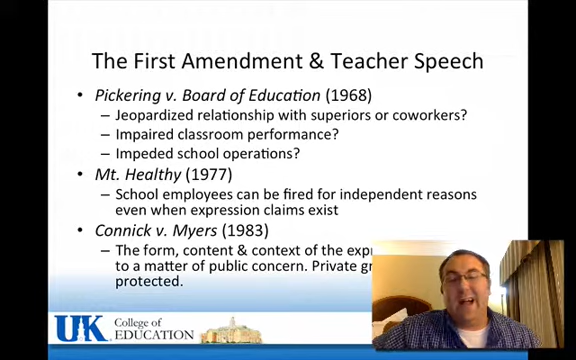 The First Amendment & Teacher Speech
• Pickering v. Board of Education (1968)
– Jeopardized relationship with superiors or coworkers?
– Impaired classroom performance?
– Impeded school operations?
• Mt. Healthy (1977)
– School employees can be fired for independent reasons
even when expression claims exist
• Connick v. Myers (1983)
– The form, content & context of the
to a matter of public concern. Private
protected.
UK College of
EDUCATION